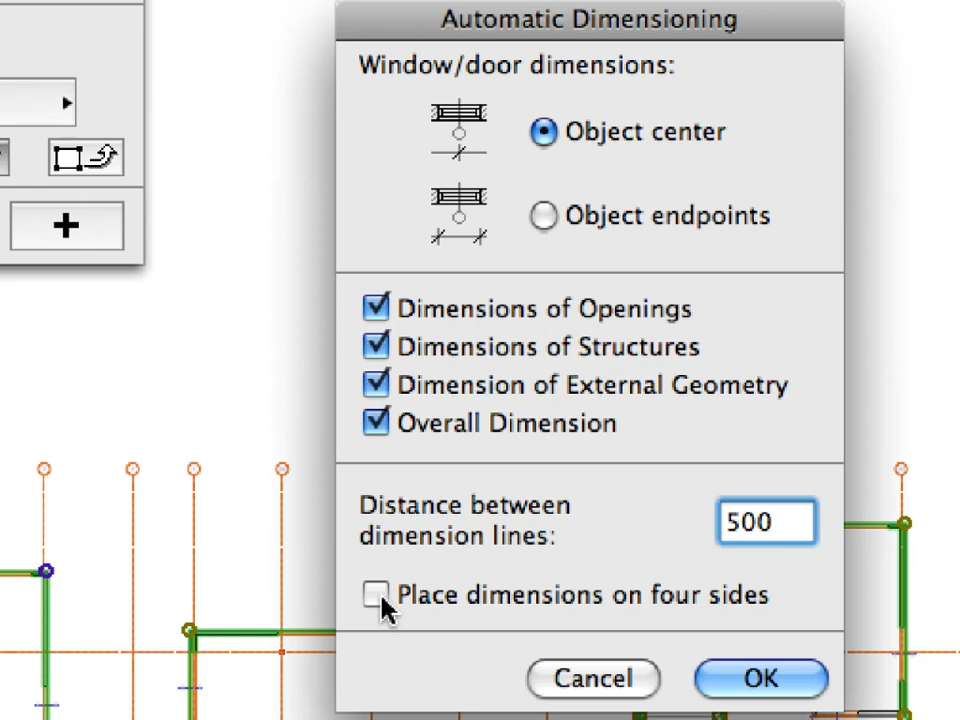 Automatic Dimensioning
Window/door dimensions:
Object center
Object endpoints
Dimensions of Openings
Dimensions of Structures
Dimension of External Geometry
Overall Dimension
Distance between
dimension lines:
500
Place dimensions on four sides
Cancel
OK